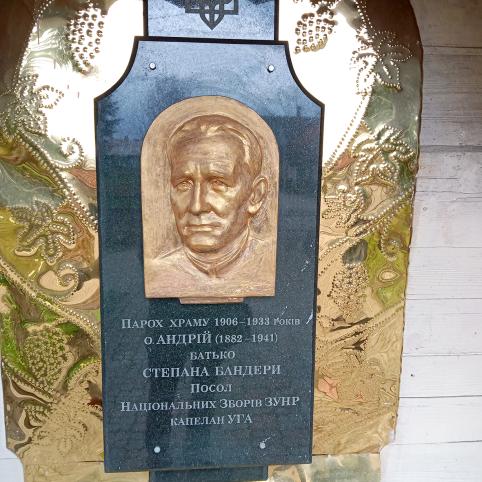 Парох храму 1906–1933 років
о. АНДРІЙ (1882–1941)
батько
СТЕПАНА БАНДЕРИ
Посол
Національних Зборів ЗУНР
капелан УГА